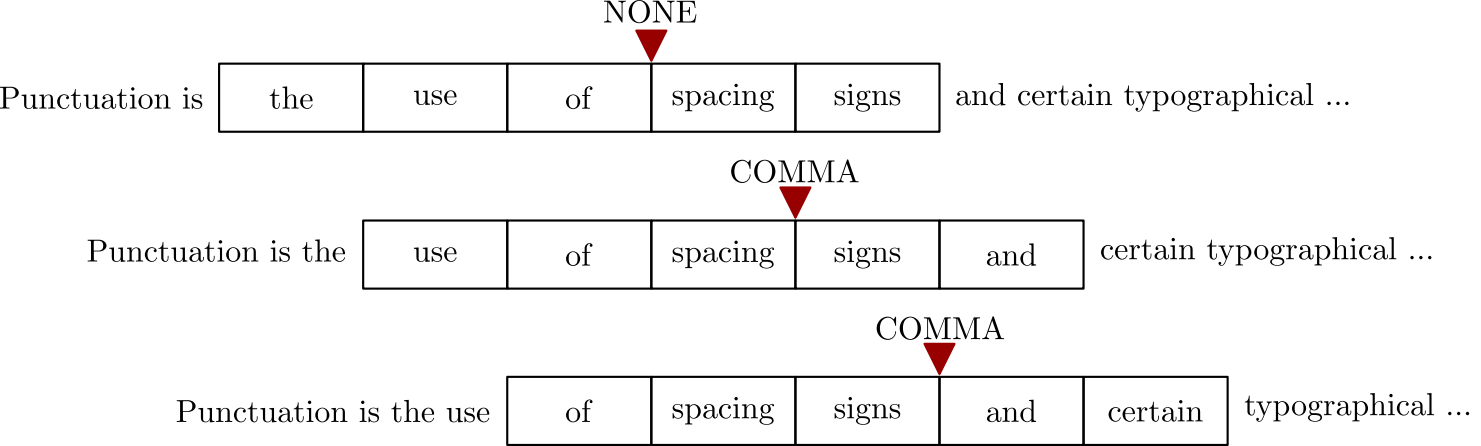 NONE
Punctuation is the use of spacing signs and certain typographical ...
COMMA
Punctuation is the use of spacing signs and certain typographical ...
COMMA
Punctuation is the use of spacing signs and certain typographical ...